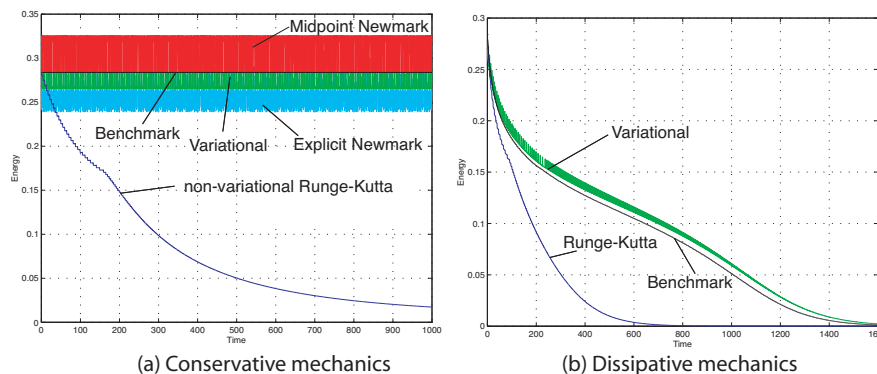 0.35
0.3
0.25
0.2
0.15
0.1
0.05
0
Energy
Midpoint Newmark
Benchmark
Variational
Explicit Newmark
non-variational Runge-Kutta
0 100 200 300 400 500 600 700 800 900 1000
Time
(a) Conservative mechanics
0.3
0.25
0.2
0.15
0.1
0.05
0
Energy
Variational
Runge-Kutta
Benchmark
0 200 400 600 800 1000 1200 1400 1600
Time
(b) Dissipative mechanics